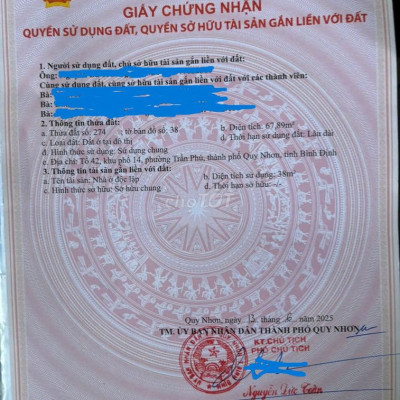 GIẤY CHỨNG NHẬN
QUYỀN SỬ DỤNG ĐẤT, QUYỀN SỞ HỮU TÀI SẢN GẮN LIỀN VỚI ĐẤT
1. Người sử dụng đất, chủ sở hữu tài sản gắn liền với đất:
Ông:
Cùng sử dụng đất, cùng sở hữu tài sản gắn liền với đất với các thành viên:
Bà:
Bà:
Bà:
2. Thông tin thửa đất:
a. Thửa đất số: 274 ; tờ bản đồ số: 38 b. Diện tích: 67,89m²
c. Loại đất: Đất ở tại đô thị d. Thời hạn sử dụng đất: Lâu dài
đ. Hình thức sử dụng: Sử dụng chung
e. Địa chỉ: Tổ 42, khu phố 14, phường Trần Phú, thành phố Quy Nhơn, tỉnh Bình Định
3. Thông tin tài sản gắn liền với đất:
a. Tên tài sản: Nhà ở độc lập b. Diện tích sử dụng: 38m²
c. Hình thức sở hữu: Sở hữu chung d. Thời hạn sở hữu: -/-
chợTỐT
Quy Nhơn, ngày tháng năm 2025
TM. ỦY BAN NHÂN DÂN THÀNH PHỐ QUY NHƠN
KT.CHỦ TỊCH
PHÓ CHỦ TỊCH
Nguyễn Đức Toàn